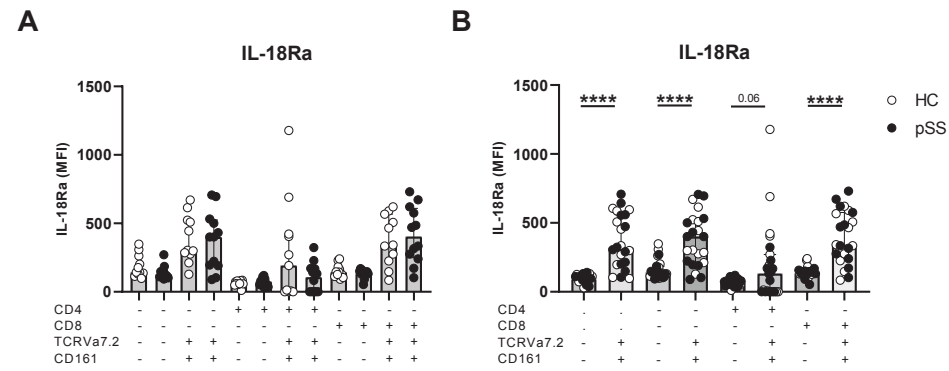 A
IL-18Ra
IL-18Ra (MFI)
1500
1000
500
0
CD4 - - - - + + + + - - - -
CD8 - - - - - - - - + + + +
TCRVa7.2 - - + + - - + + - - + +
CD161 - - + + - - + + - - + +
B
IL-18Ra
IL-18Ra (MFI)
1500
1000
500
0
**** **** 0.06 ****
HC
pSS
CD4 . . - - + + - -
CD8 . . - - - - + +
TCRVa7.2 - + - + - + - +
CD161 - + - + - + - +